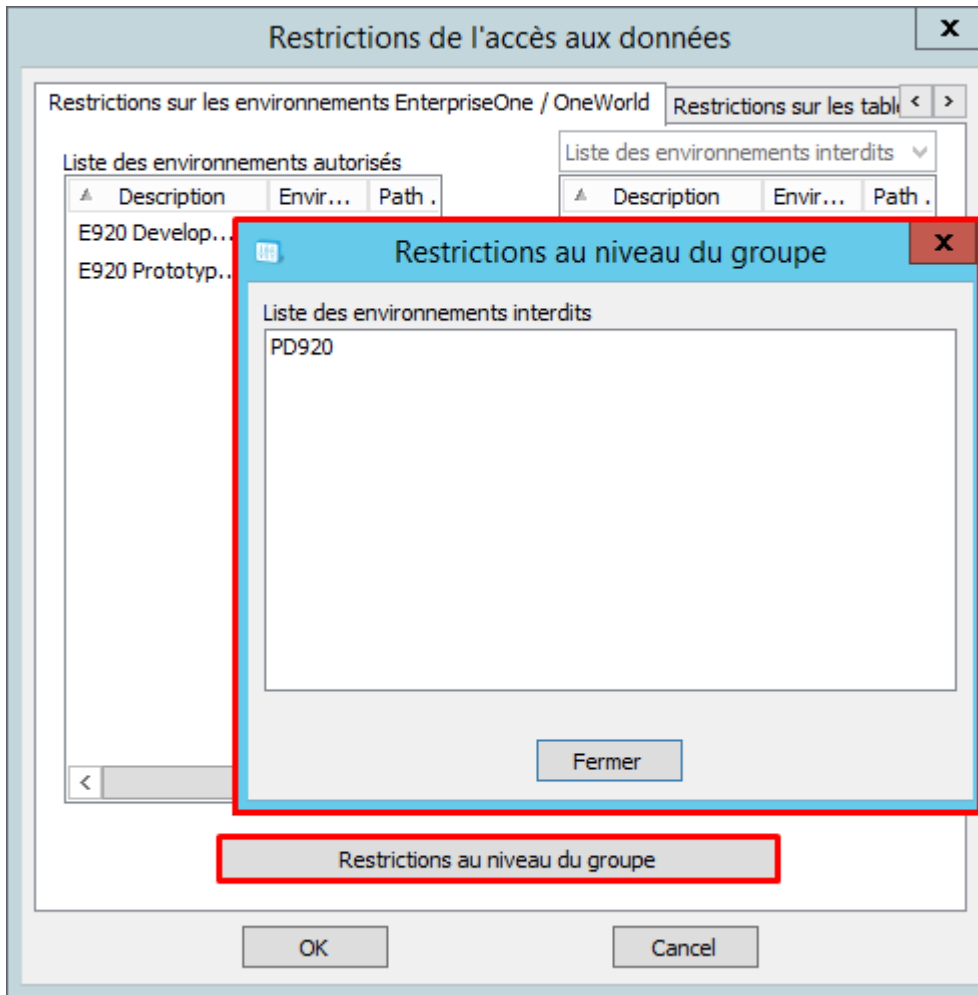 Restrictions de l'accès aux données
x
Restrictions sur les environnements EnterpriseOne / OneWorld
Restrictions sur les tabl
Liste des environnements autorisés
Liste des environnements interdits
Description Envir... Path .
Description Envir... Path .
E920 Develop...
E920 Prototyp...
Restrictions au niveau du groupe
x
Liste des environnements interdits
PD920
Fermer
Restrictions au niveau du groupe
OK
Cancel